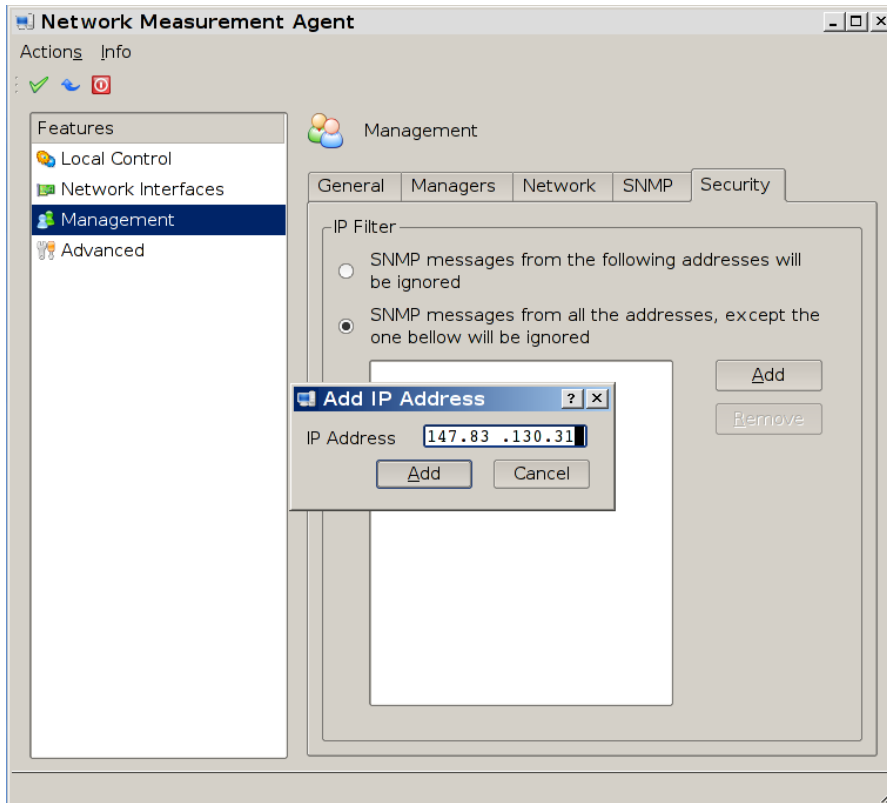 Network Measurement Agent
Actions Info
Features
Local Control
Network Interfaces
Management
Advanced
Management
General Managers Network SNMP Security
IP Filter
SNMP messages from the following addresses will
be ignored
SNMP messages from all the addresses, except the
one bellow will be ignored
Add
Remove
Add IP Address
IP Address 147.83 .130.31
Add Cancel